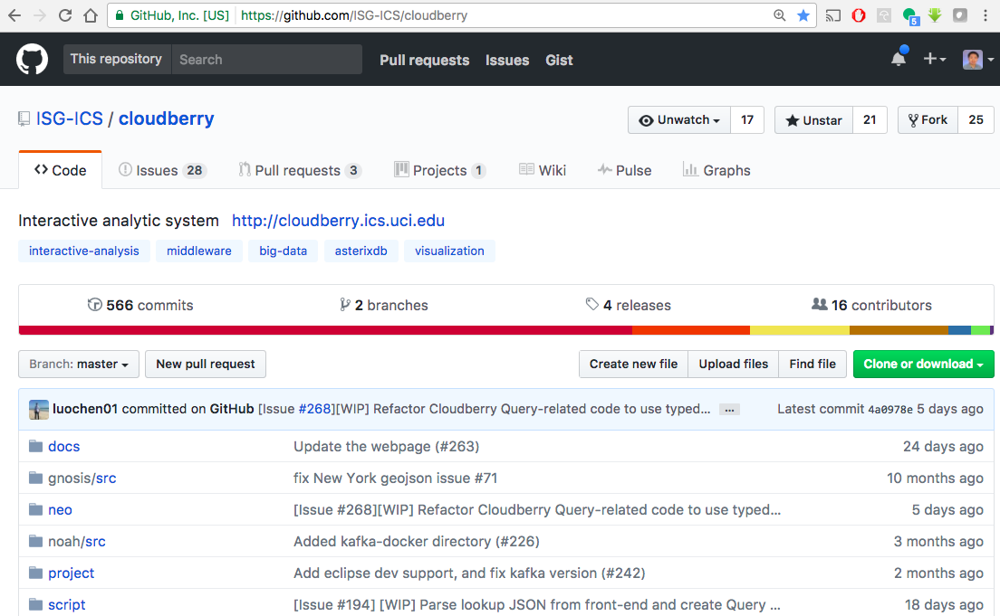 GitHub, Inc. [US] https://github.com/ISG-ICS/cloudberry
5
This repository Search Pull requests Issues Gist
ISG-ICS / cloudberry Unwatch 17 Unstar 21 Fork 25
Code Issues 28 Pull requests 3 Projects 1 Wiki Pulse Graphs
Interactive analytic system http://cloudberry.ics.uci.edu
interactive-analysis middleware big-data asterixdb visualization
566 commits 2 branches 4 releases 16 contributors
Branch: master New pull request Create new file Upload files Find file Clone or download
luochen01 committed on GitHub [Issue #268][WIP] Refactor Cloudberry Query-related code to use typed... ... Latest commit 4a0978e 5 days ago
docs Update the webpage (#263) 24 days ago
gnosis/src fix New York geojson issue #71 10 months ago
neo [Issue #268][WIP] Refactor Cloudberry Query-related code to use typed... 5 days ago
noah/src Added kafka-docker directory (#226) 3 months ago
project Add eclipse dev support, and fix kafka version (#242) 2 months ago
script [Issue #194] [WIP] Parse lookup JSON from front-end and create Query ... 18 days ago